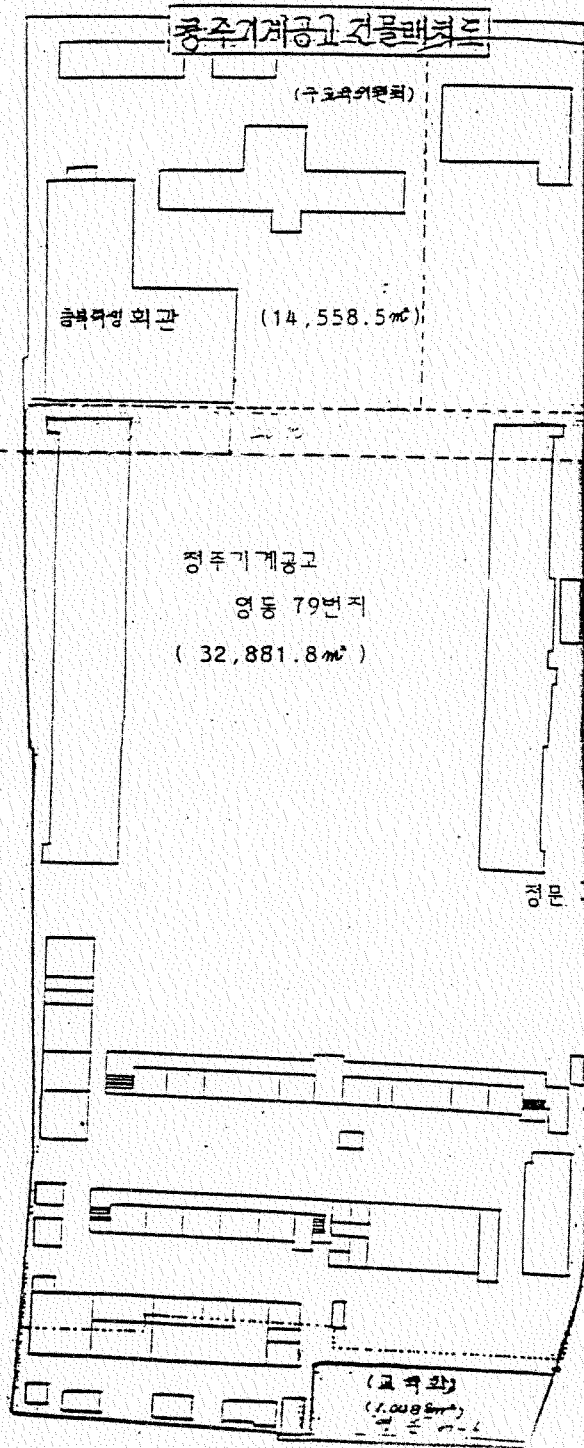 청주기계공고 건물배치도
(구교육위원회)
충북학생 회관
(14,558.5㎡)
청주기계공고
영동 79번지
( 32,881.8㎡ )
정문
(교육회)